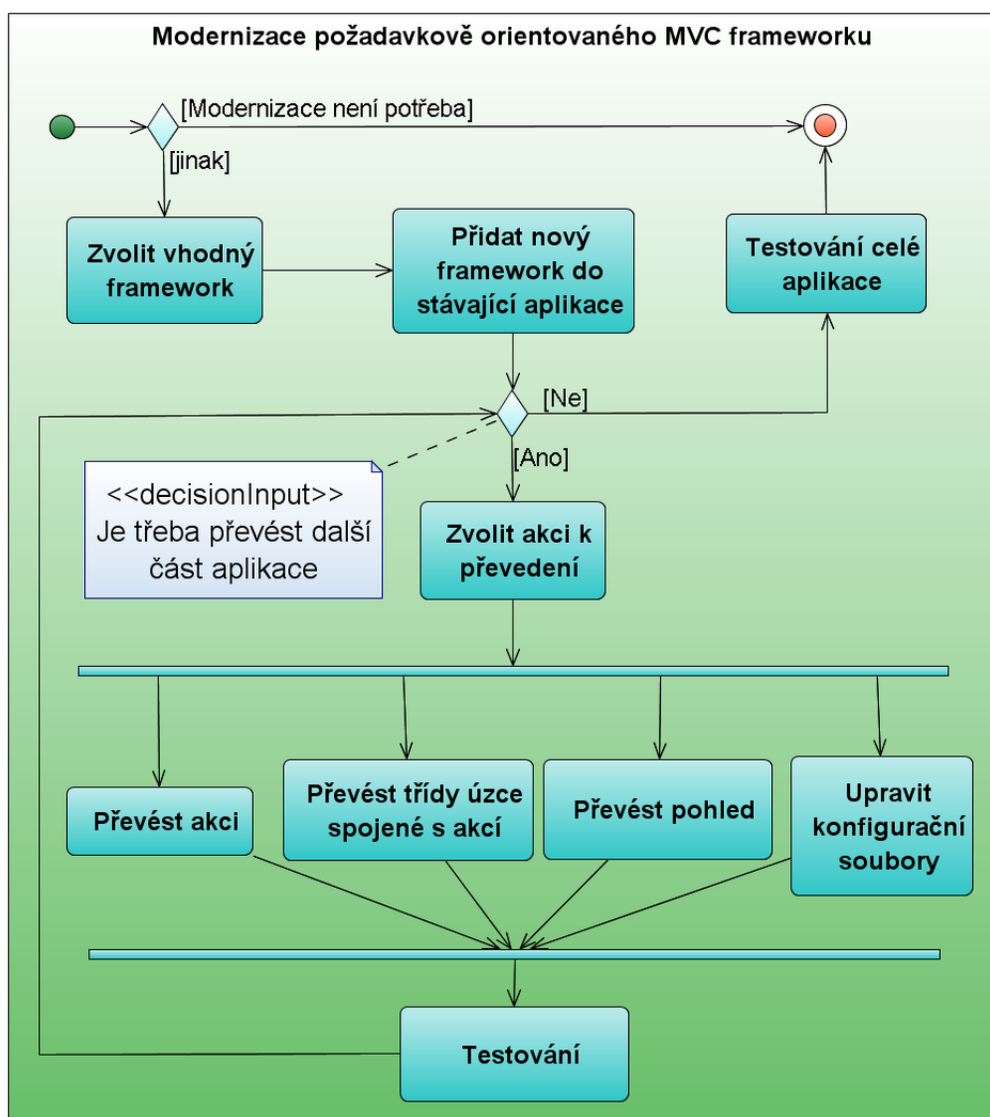 Modernizace požadavkově orientovaného MVC frameworku
[Modernizace není potřeba]
[jinak]
Zvolit vhodný
framework
Přidat nový
framework do
stávající aplikace
Testování celé
aplikace
[Ne]
[Ano]
<<decisionInput>>
Je třeba převést další
část aplikace
Zvolit akci k
převedení
Převést akci
Převést třídy úzce
spojené s akcí
Převést pohled
Upravit
konfigurační
soubory
Testování